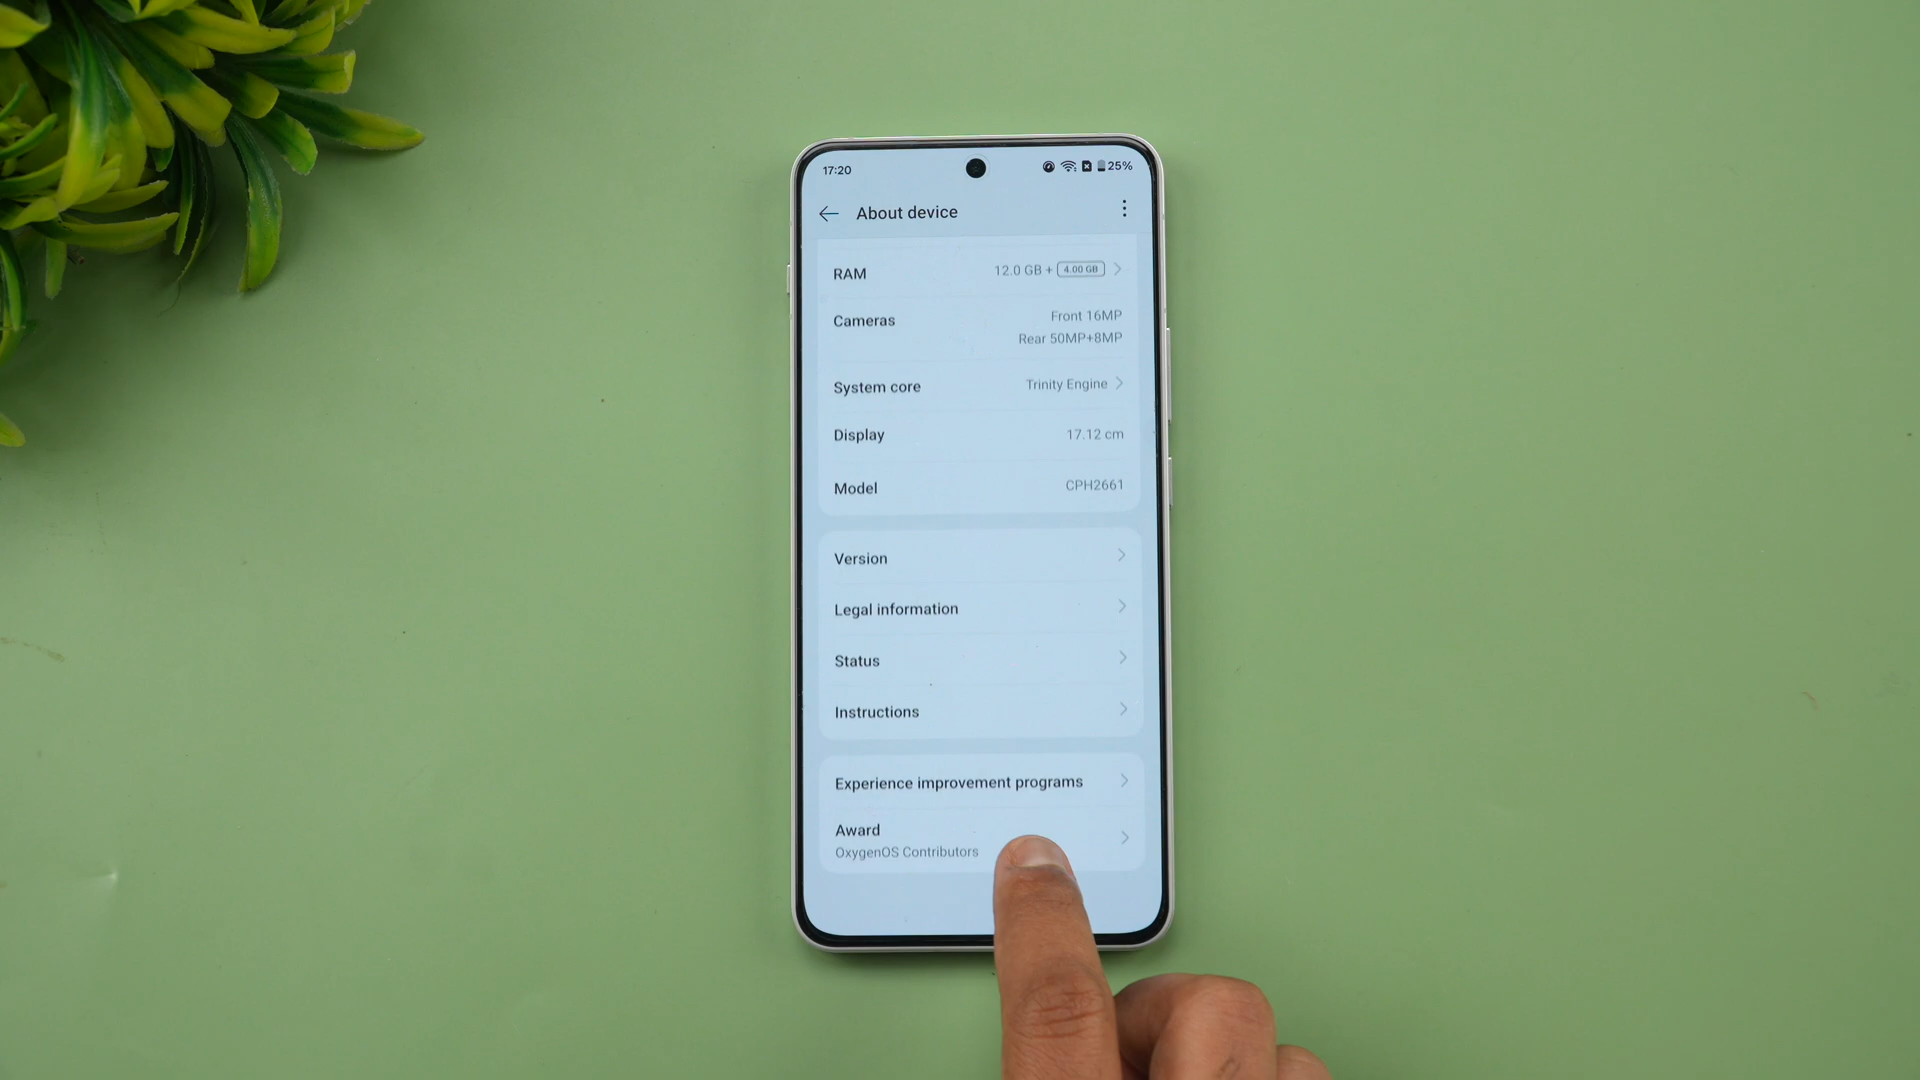 17:20
25%
About device
RAM 12.0 GB + 4.00 GB
Cameras Front 16MP
Rear 50MP+8MP
System core Trinity Engine
Display 17.12 cm
Model CPH2661
Version
Legal information
Status
Instructions
Experience improvement programs
Award
OxygenOS Contributors